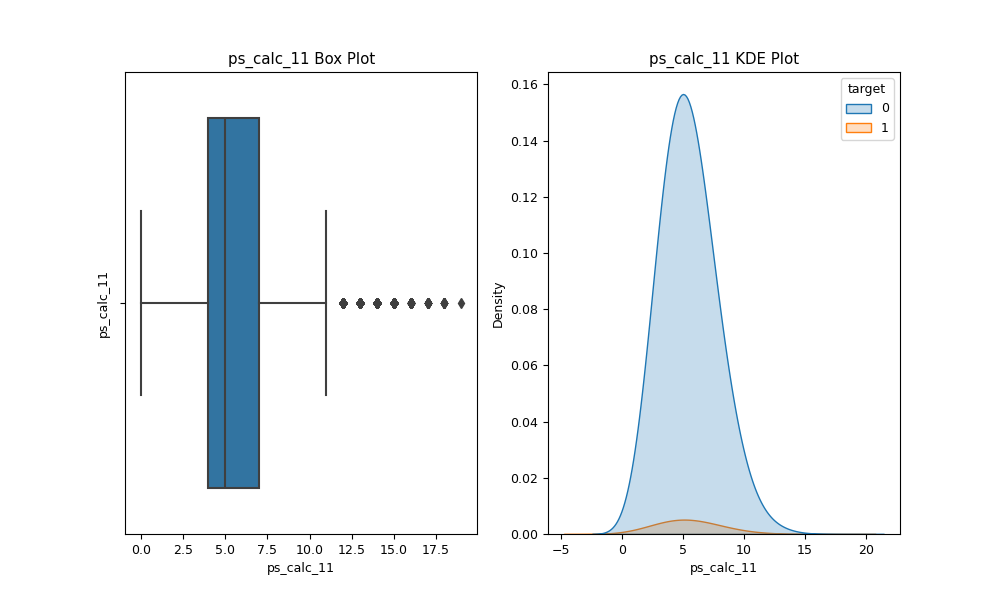 ps_calc_11 Box Plot
ps_calc_11
0.0 2.5 5.0 7.5 10.0 12.5 15.0 17.5
ps_calc_11
ps_calc_11 KDE Plot
target
0
1
0.16
0.14
0.12
0.10
0.08
0.06
0.04
0.02
0.00
Density
−5 0 5 10 15 20
ps_calc_11